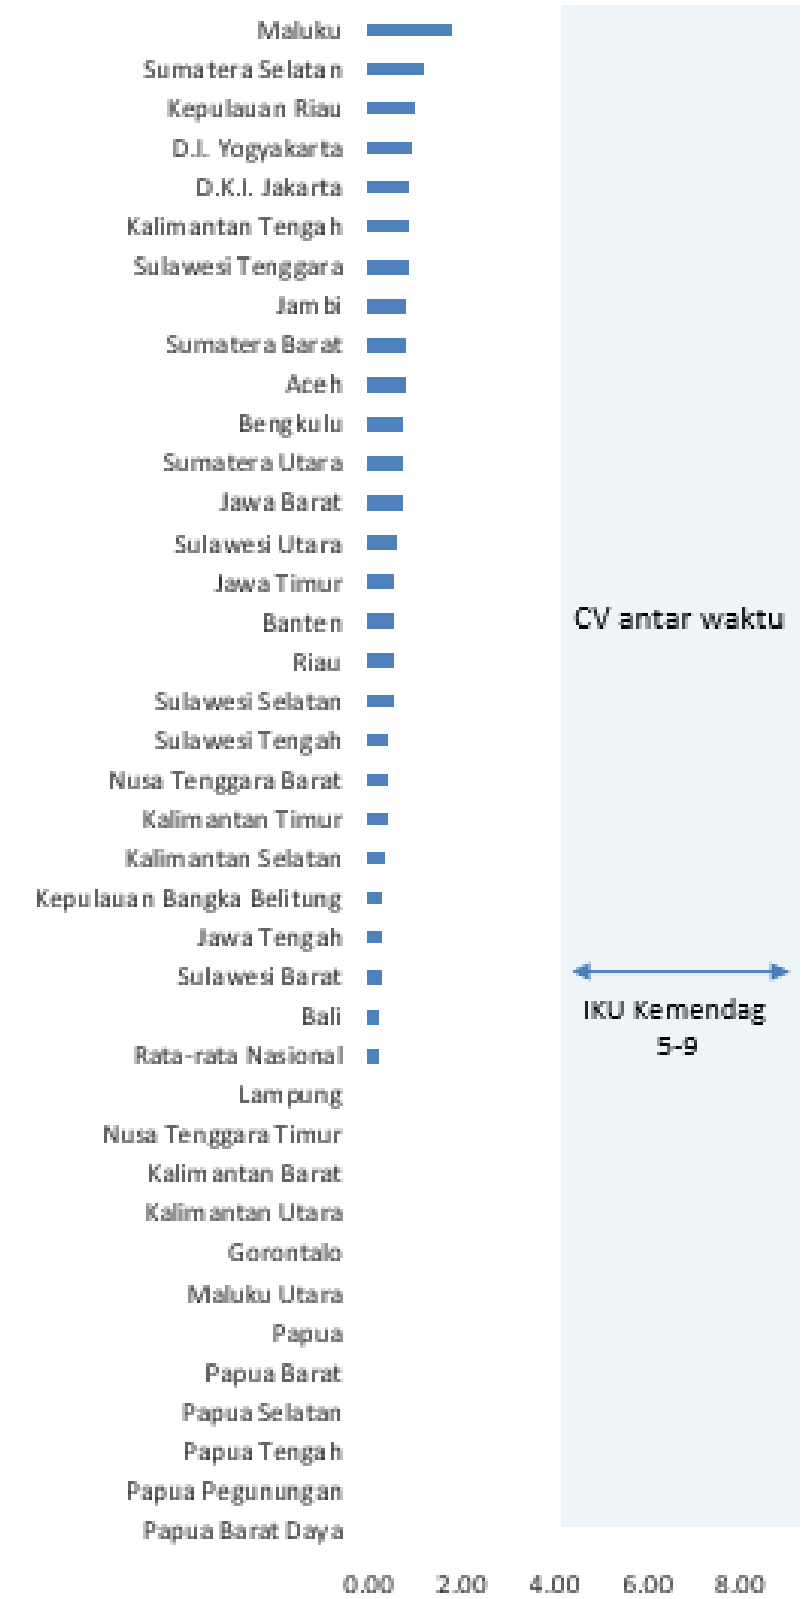 Maluku
Sumatera Selatan
Kepulauan Riau
D.I. Yogyakarta
D.K.I. Jakarta
Kalimantan Tengah
Sulawesi Tenggara
Jambi
Sumatera Barat
Aceh
Bengkulu
Sumatera Utara
Jawa Barat
Sulawesi Utara
Jawa Timur
Banten
CV antar waktu
Riau
Sulawesi Selatan
Sulawesi Tengah
Nusa Tenggara Barat
Kalimantan Timur
Kalimantan Selatan
Kepulauan Bangka Belitung
Jawa Tengah
Sulawesi Barat
Bali
IKU Kemendag
5-9
Rata-rata Nasional
Lampung
Nusa Tenggara Timur
Kalimantan Barat
Kalimantan Utara
Gorontalo
Maluku Utara
Papua
Papua Barat
Papua Selatan
Papua Tengah
Papua Pegunungan
Papua Barat Daya
0.00 2.00 4.00 6.00 8.00